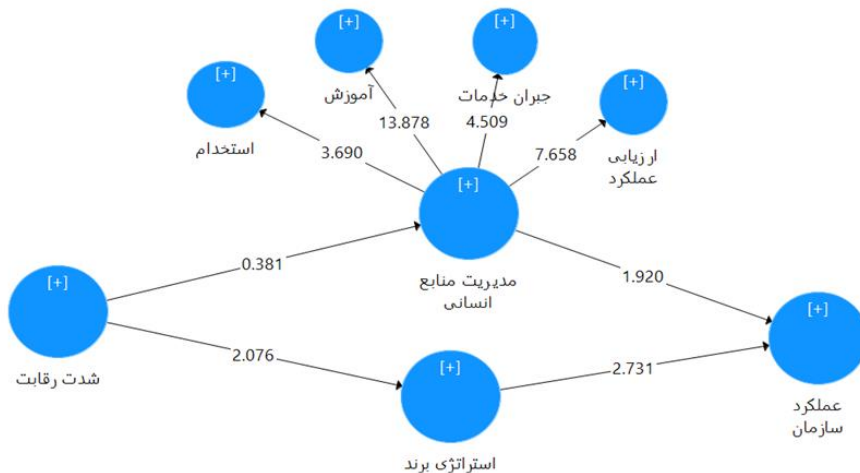 [+]
[+]
[+]
[+]
آموزش
جبران خدمات
استخدام
13.878
4.509
ارزیابی
عملکرد
3.690
7.658
[+]
0.381
مدیریت منابع
انسانی
1.920
[+]
[+]
شدت رقابت
2.076
[+]
2.731
عملکرد
سازمان
استراتژی برند